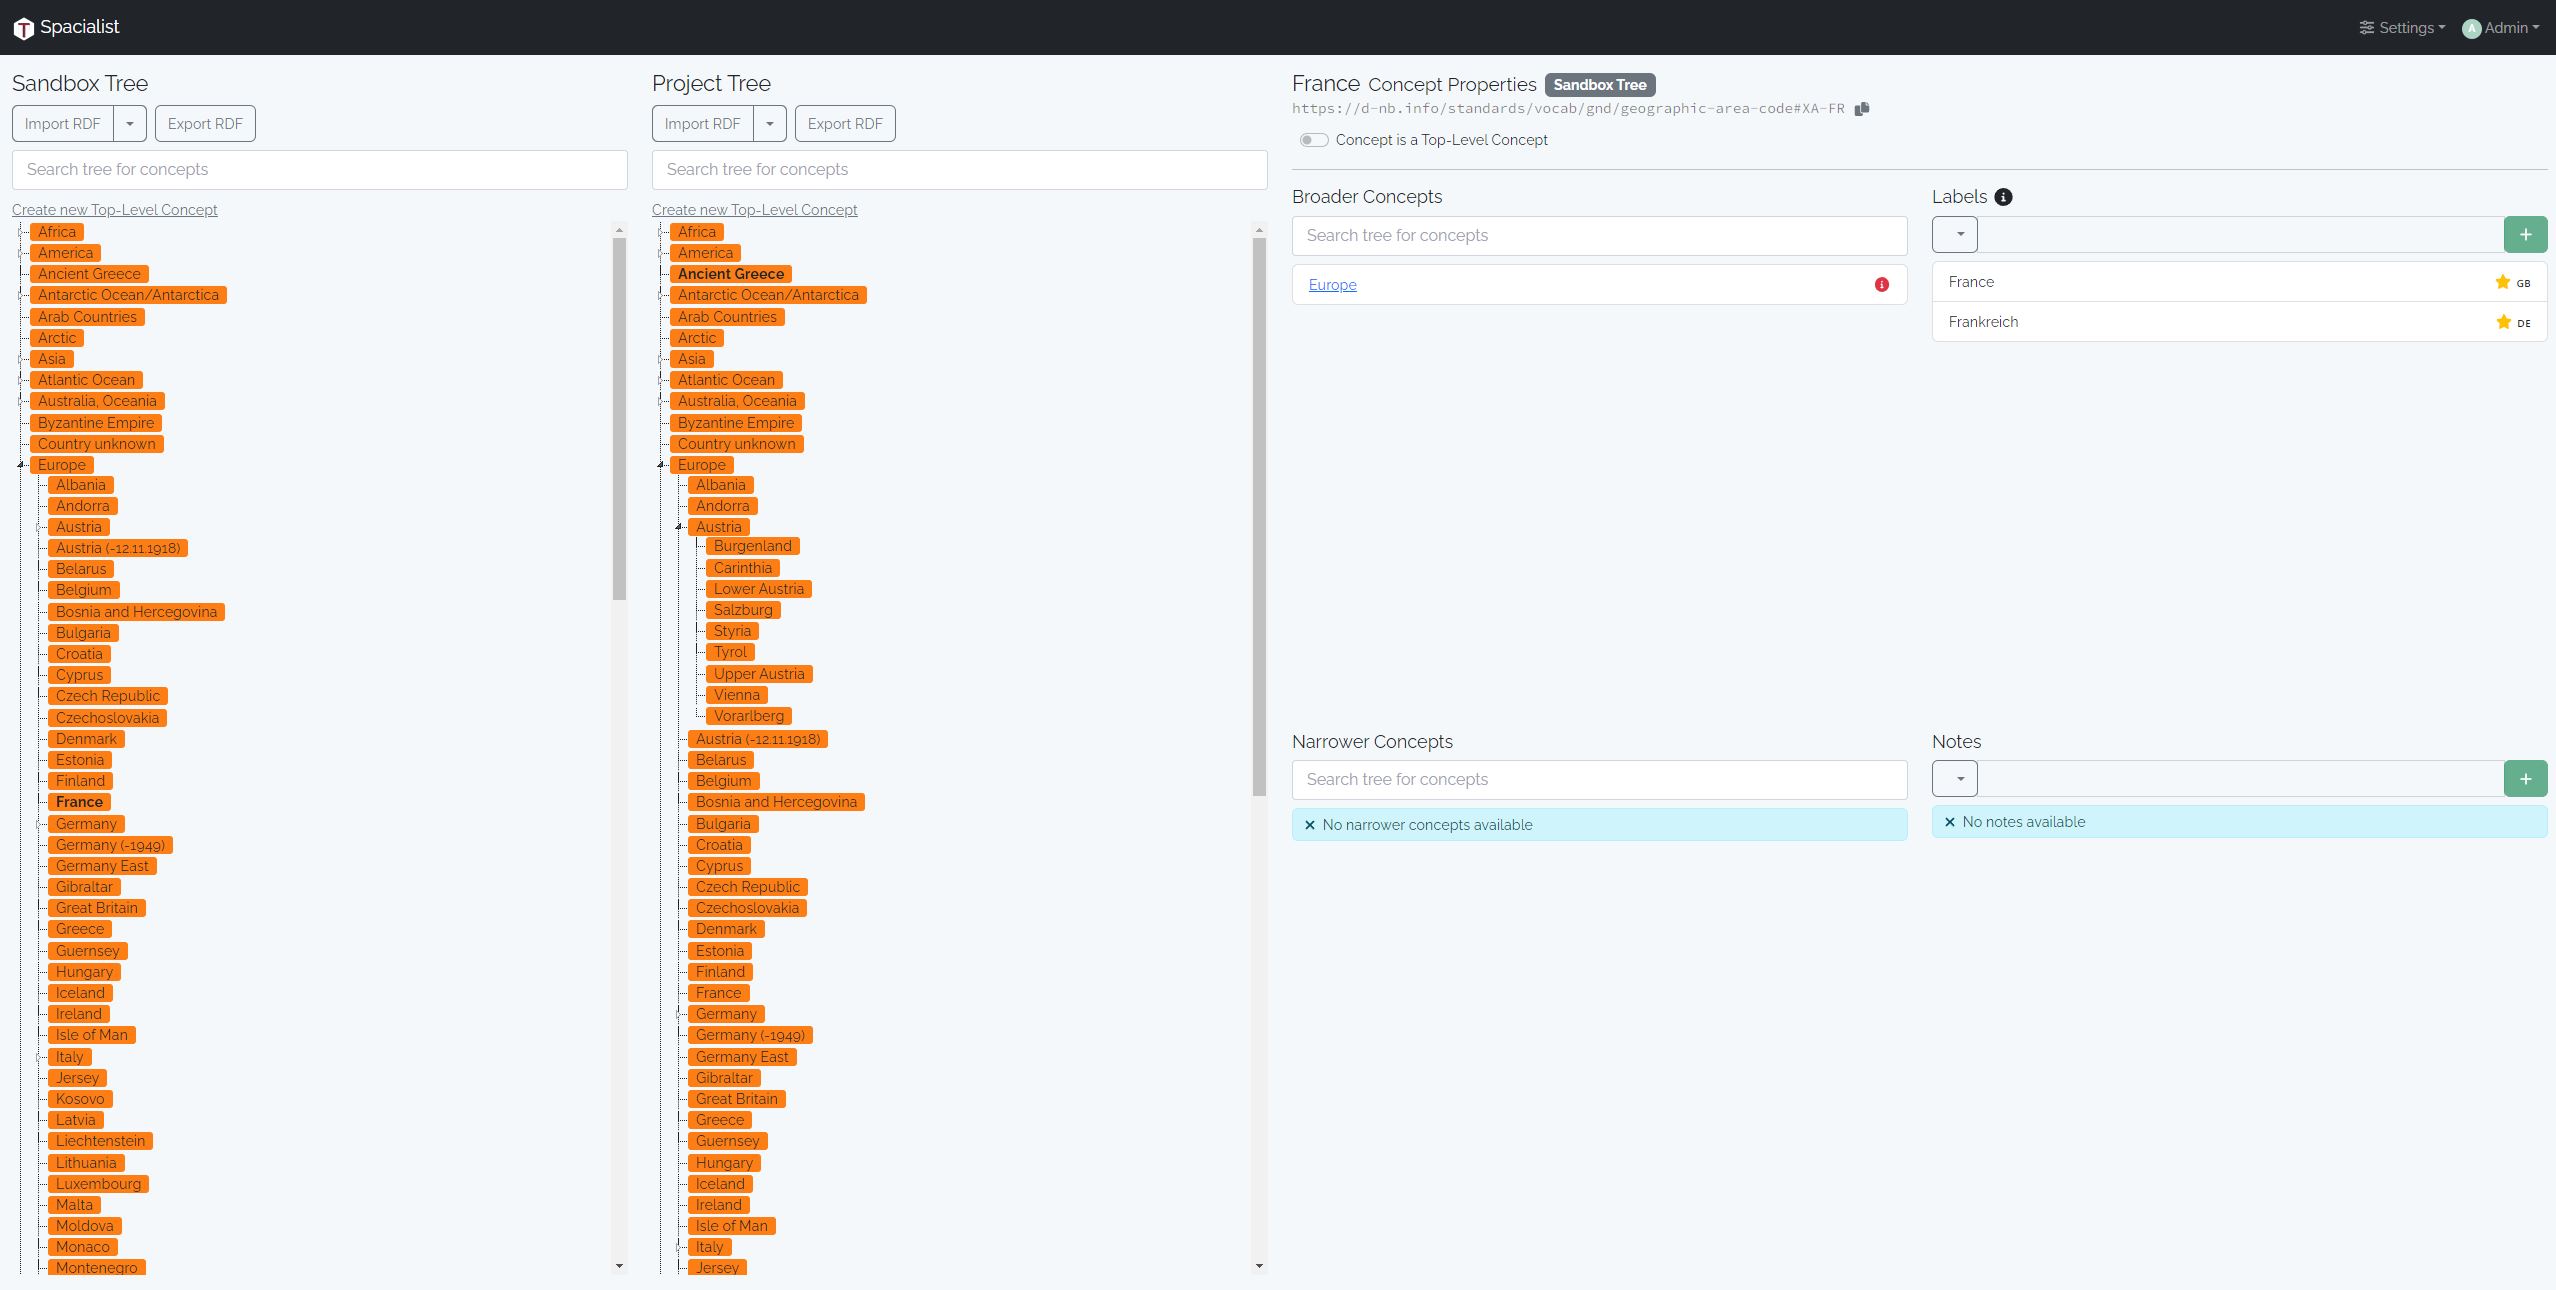 Spacialist
Settings
A Admin
Sandbox Tree
Import RDF
Export RDF
Search tree for concepts
Create new Top-Level Concept
Africa
America
Ancient Greece
Antarctic Ocean/Antarctica
Arab Countries
Arctic
Asia
Atlantic Ocean
Australia, Oceania
Byzantine Empire
Country unknown
Europe
Albania
Andorra
Austria
Austria (-12.11.1918)
Belarus
Belgium
Bosnia and Hercegovina
Bulgaria
Croatia
Cyprus
Czech Republic
Czechoslovakia
Denmark
Estonia
Finland
France
Germany
Germany (-1949)
Germany East
Gibraltar
Great Britain
Greece
Guernsey
Hungary
Iceland
Ireland
Isle of Man
Italy
Jersey
Kosovo
Latvia
Liechtenstein
Lithuania
Luxembourg
Malta
Moldova
Monaco
Montenegro
Project Tree
Import RDF
Export RDF
Search tree for concepts
Create new Top-Level Concept
Africa
America
Ancient Greece
Antarctic Ocean/Antarctica
Arab Countries
Arctic
Asia
Atlantic Ocean
Australia, Oceania
Byzantine Empire
Country unknown
Europe
Albania
Andorra
Austria
Burgenland
Carinthia
Lower Austria
Salzburg
Styria
Tyrol
Upper Austria
Vienna
Vorarlberg
Austria (-12.11.1918)
Belarus
Belgium
Bosnia and Hercegovina
Bulgaria
Croatia
Cyprus
Czech Republic
Czechoslovakia
Denmark
Estonia
Finland
France
Germany
Germany (-1949)
Germany East
Gibraltar
Great Britain
Greece
Guernsey
Hungary
Iceland
Ireland
Isle of Man
Italy
Jersey
France Concept Properties Sandbox Tree
https://d-nb.info/standards/vocab/gnd/geographic-area-code#XA-FR
Concept is a Top-Level Concept
Broader Concepts
Search tree for concepts
Europe
Labels
France GB
Frankreich DE
Narrower Concepts
Search tree for concepts
No narrower concepts available
Notes
No notes available